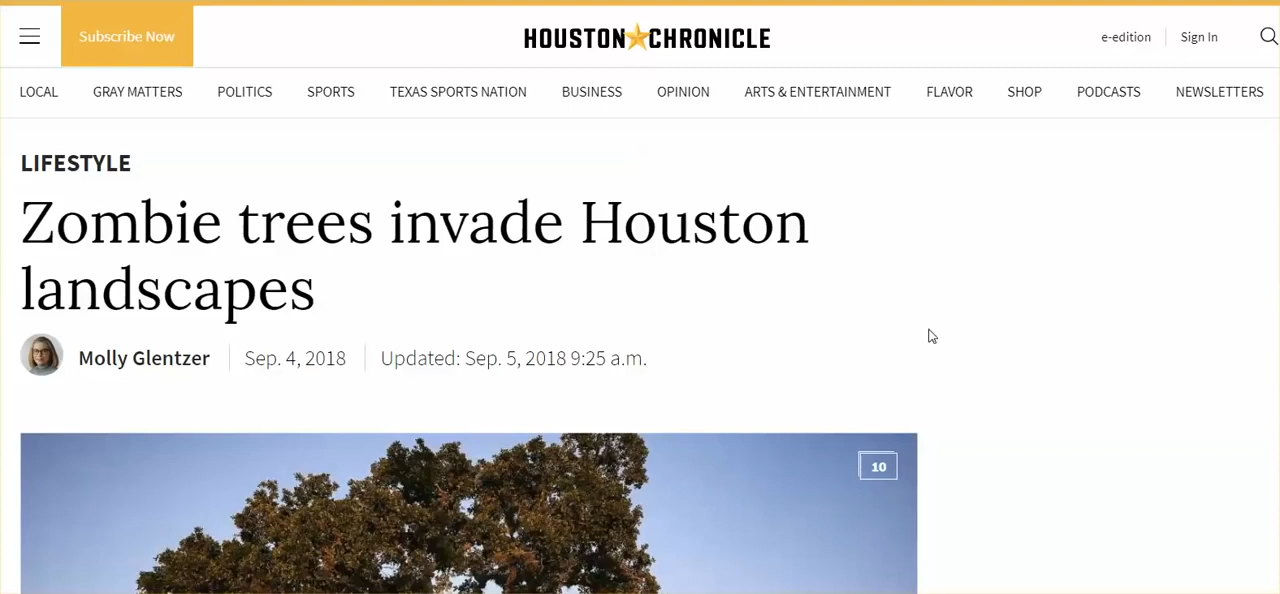 Subscribe Now
HOUSTON CHRONICLE
e-edition
Sign In
LOCAL GRAY MATTERS POLITICS SPORTS TEXAS SPORTS NATION BUSINESS OPINION ARTS & ENTERTAINMENT FLAVOR SHOP PODCASTS NEWSLETTERS
LIFESTYLE
Zombie trees invade Houston
landscapes
Molly Glentzer Sep. 4, 2018 Updated: Sep. 5, 2018 9:25 a.m.
10